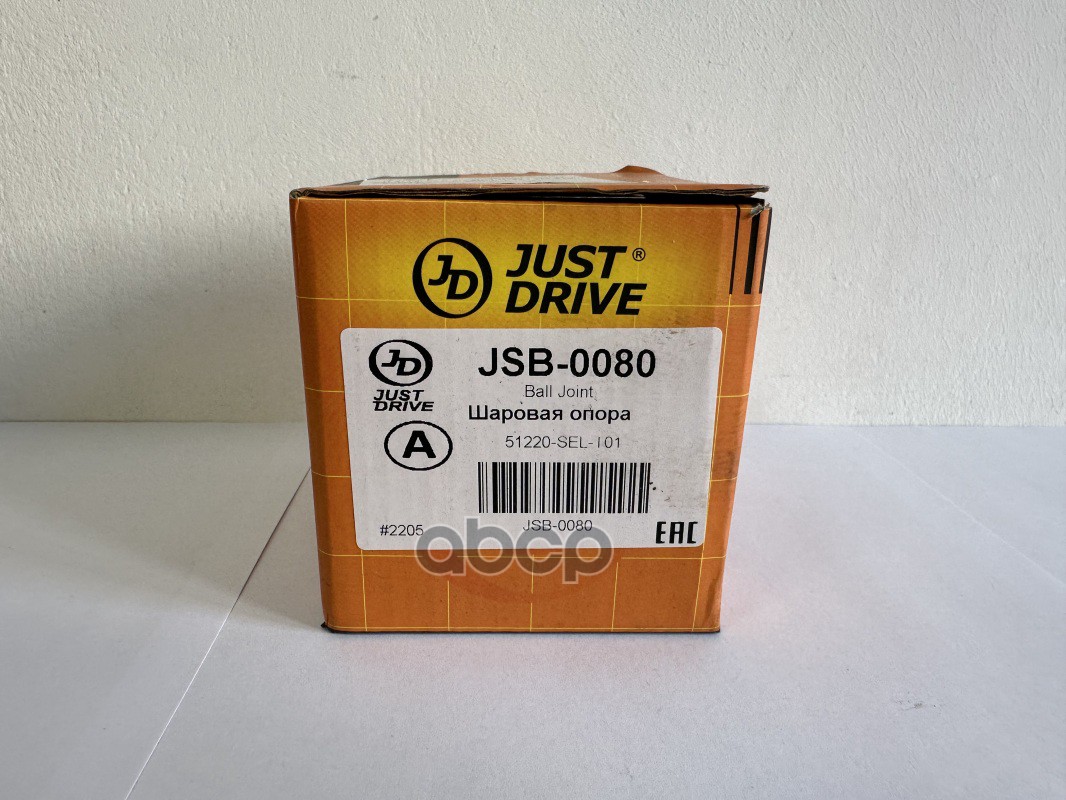 JD JUST ®
DRIVE
JD
JUST
DRIVE
A
JSB-0080
Ball Joint
Шаровая опора
51220-SEL-T01
JSB-0080
#2205
EAC
abcp